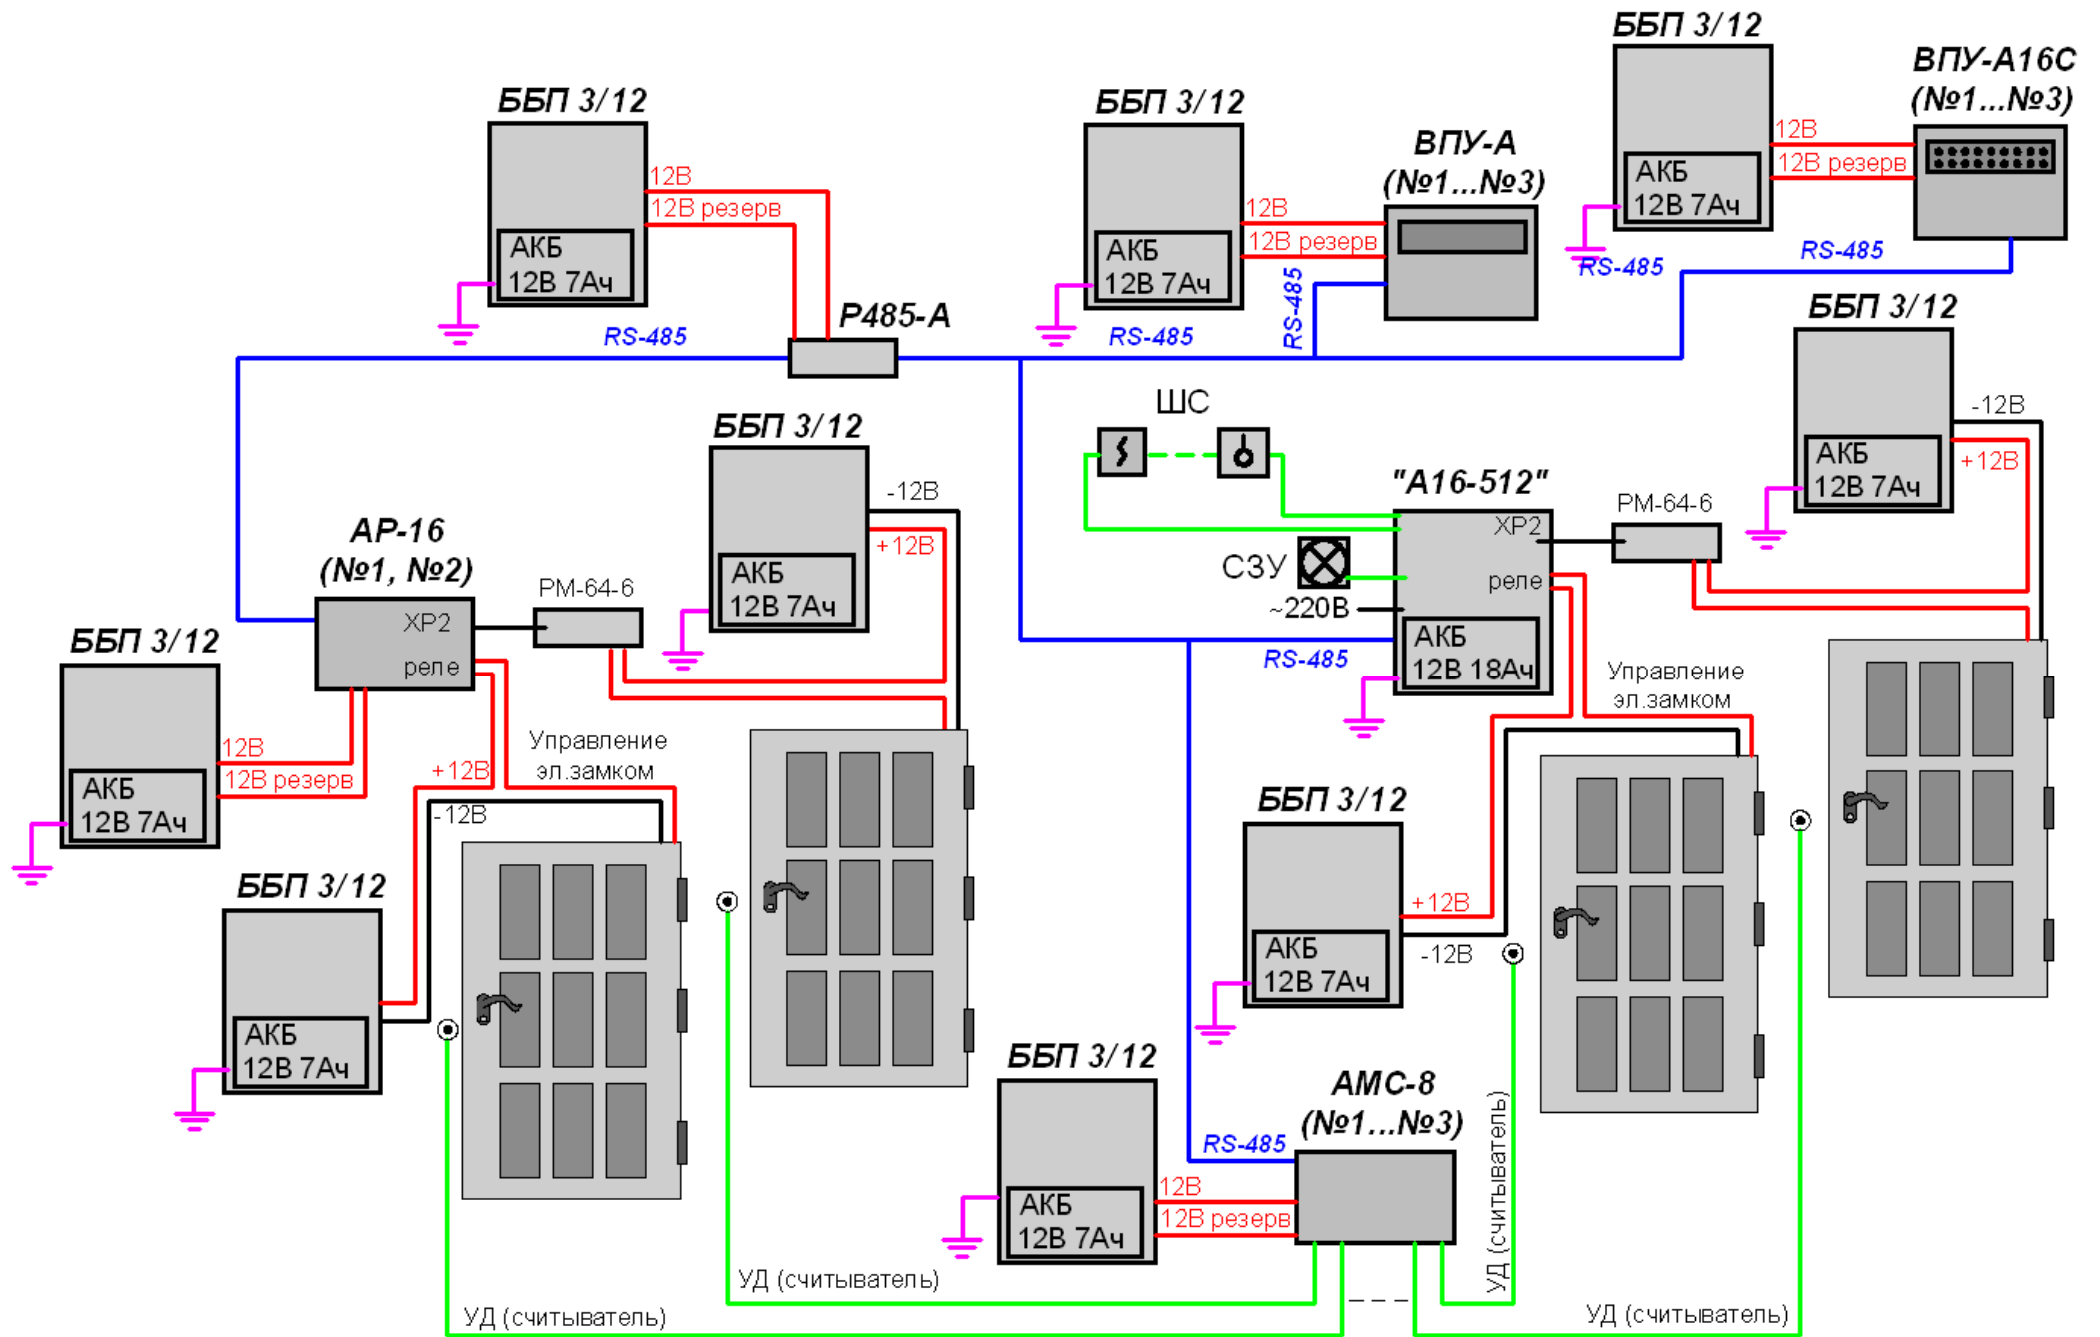 ББП 3/12
ВПУ-А16С
(№1...№3)
12В
12В резерв
АКБ
12В 7Ач
RS-485
RS-485
ББП 3/12
12В
12В резерв
АКБ
12В 7Ач
Р485-А
RS-485
ББП 3/12
ВПУ-А
(№1...№3)
12В
12В резерв
АКБ
12В 7Ач
RS-485
RS-485
ББП 3/12
-12В
+12В
АКБ
12В 7Ач
ШС
"А16-512"
ХР2
реле
СЗУ
~220В
АКБ
12В 18Ач
RS-485
РМ-64-6
Управление
эл.замком
ББП 3/12
-12В
+12В
АКБ
12В 7Ач
АР-16
(№1, №2)
ХР2
реле
РМ-64-6
ББП 3/12
12В
12В резерв
АКБ
12В 7Ач
Управление
эл.замком
+12В
-12В
ББП 3/12
АКБ
12В 7Ач
ББП 3/12
+12В
-12В
АКБ
12В 7Ач
ББП 3/12
АМС-8
(№1...№3)
RS-485
12В
12В резерв
АКБ
12В 7Ач
УД (считыватель)
УД (считыватель)
УД (считыватель)
УД (считыватель)